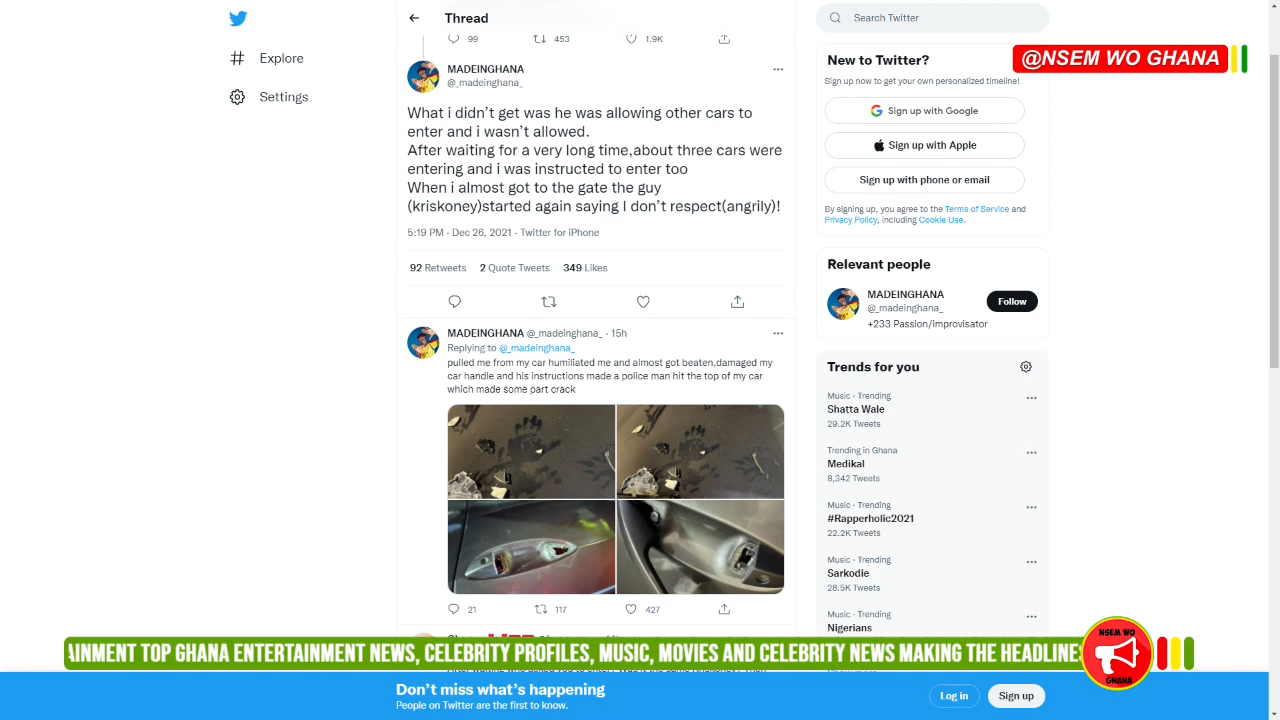 Thread
Search Twitter
Explore
Settings
99 453 1.9K
MADEINGHANA
@_madeinghana_
What i didn't get was he was allowing other cars to
enter and i wasn't allowed.
After waiting for a very long time,about three cars were
entering and i was instructed to enter too
When i almost got to the gate the guy
(kriskoney)started again saying I don't respect(angrily)!
5:19 PM · Dec 26, 2021 · Twitter for iPhone
92 Retweets 2 Quote Tweets 349 Likes
MADEINGHANA @_madeinghana_ · 15h
Replying to @_madeinghana_
pulled me from my car humiliated me and almost got beaten,damaged my
car handle and his instructions made a police man hit the top of my car
which made some part crack
21 117 427
New to Twitter?
@NSEM WO GHANA
Sign up now to get your own personalized timeline!
Sign up with Google
Sign up with Apple
Sign up with phone or email
By signing up, you agree to the Terms of Service and
Privacy Policy, including Cookie Use.
Relevant people
MADEINGHANA
@_madeinghana_
Follow
+233 Passion/improvisator
Trends for you
Music · Trending
Shatta Wale
29.2K Tweets
Trending in Ghana
Medikal
8,342 Tweets
Music · Trending
#Rapperholic2021
22.2K Tweets
Music · Trending
Sarkodie
28.5K Tweets
Music · Trending
Nigerians
AINMENT TOP GHANA ENTERTAINMENT NEWS, CELEBRITY PROFILES, MUSIC, MOVIES AND CELEBRITY NEWS MAKING THE HEADLINES
NSEM WO
GHANA
Don't miss what's happening
People on Twitter are the first to know.
Log in
Sign up